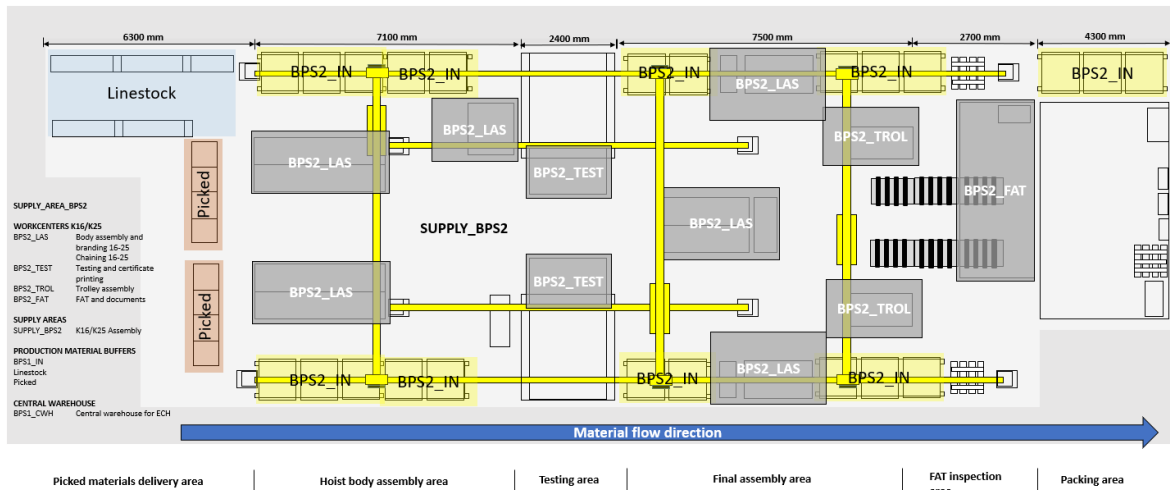 6300 mm
7100 mm
2400 mm
7500 mm
2700 mm
4300 mm
BPS2_IN
BPS2_IN
BPS2_IN
BPS2_IN
BPS2_IN
Linestock
BPS2_LAS
BPS2_LAS
BPS2_TROL
BPS2_LAS
BPS2_TEST
BPS2_FAT
Picked
SUPPLY_BPS2
BPS2_LAS
SUPPLY_AREA_BPS2
WORKCENTERS K16/K25
BPS2_LAS Body assembly and
branding 16-25
Chaining 16-25
BPS2_TEST Testing and certificate
printing
BPS2_TROL Trolley assembly
BPS2_FAT FAT and documents
SUPPLY AREAS
SUPPLY_BPS2 K16/K25 Assembly
PRODUCTION MATERIAL BUFFERS
BPS1_IN
Linestock
Picked
CENTRAL WAREHOUSE
BPS1_CWH Central warehouse for ECH
Picked
BPS2_LAS
BPS2_TEST
BPS2_TROL
BPS2_LAS
BPS2_IN
BPS2_IN
BPS2_IN
BPS2_IN
Material flow direction
Picked materials delivery area
Hoist body assembly area
Testing area
Final assembly area
FAT inspection
Packing area